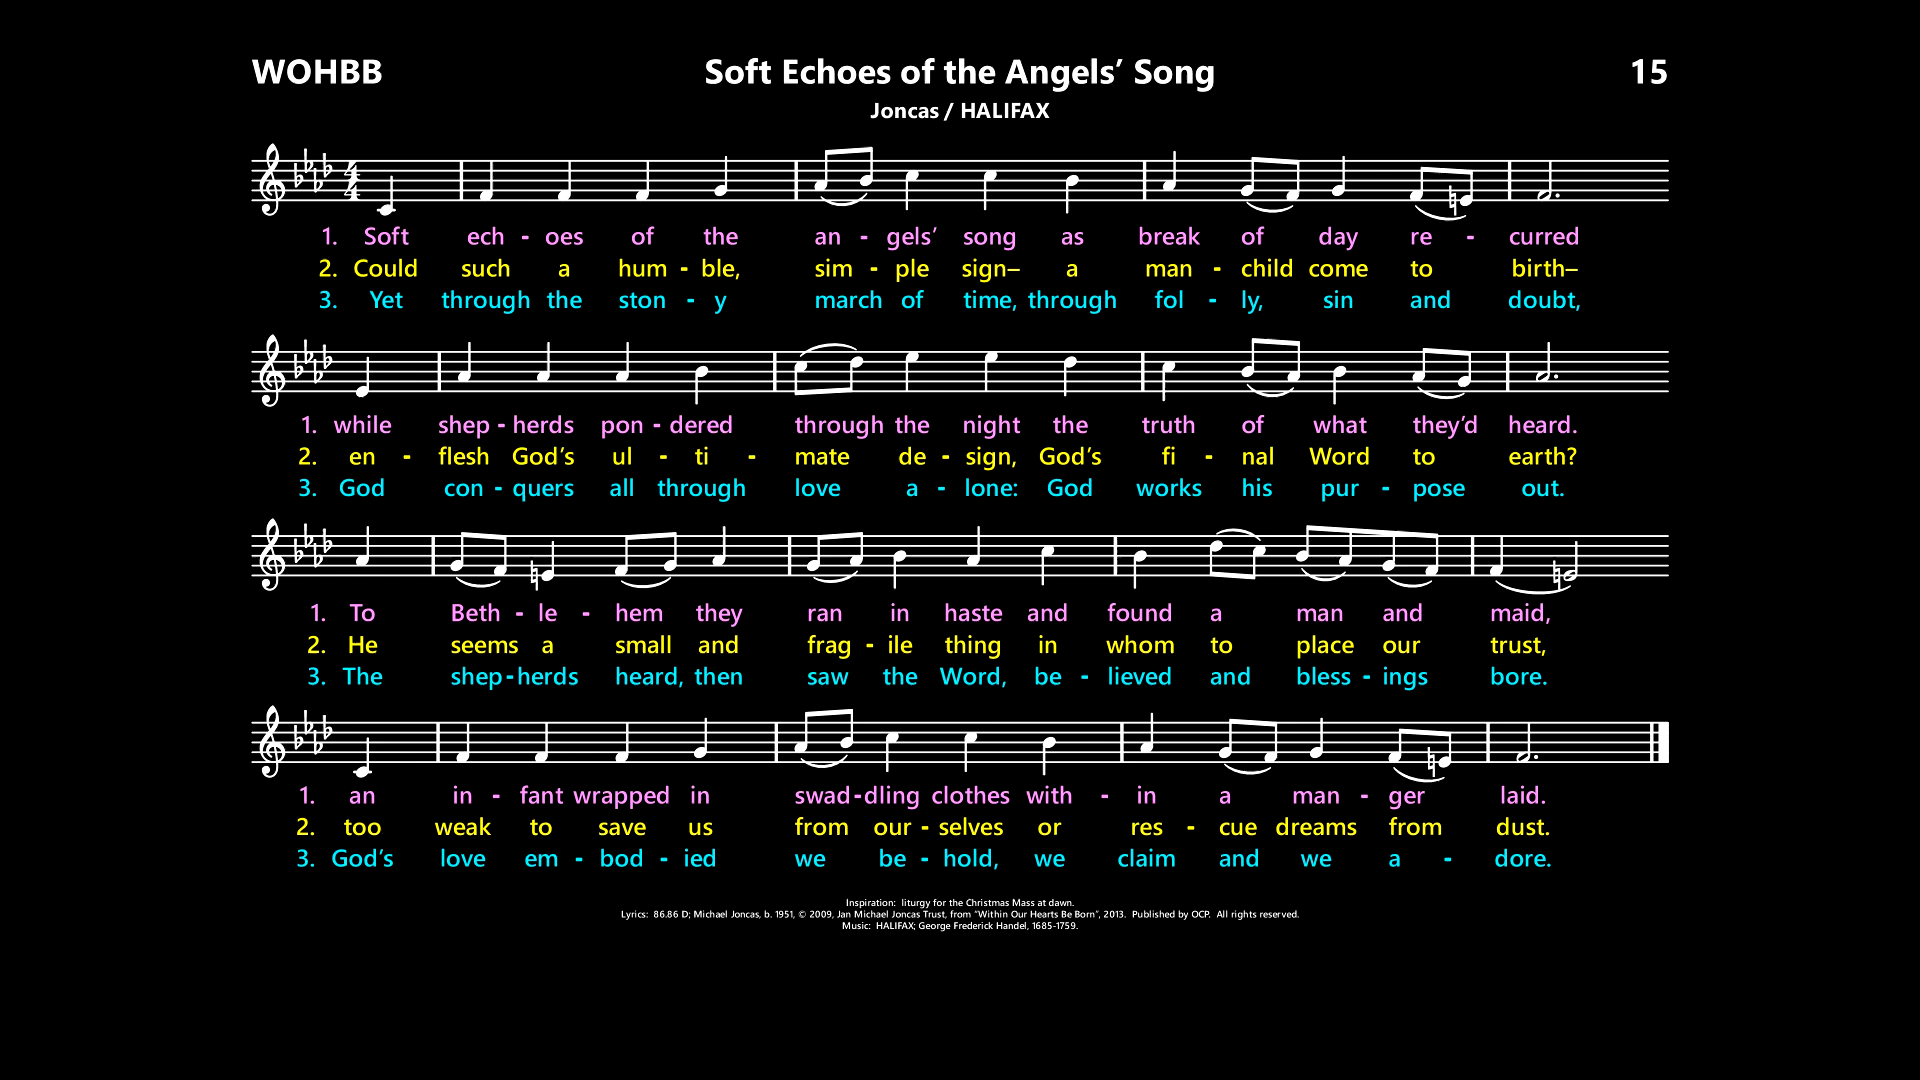 WOHBB Soft Echoes of the Angels’ Song 15
Joncas / HALIFAX
1. Soft ech - oes of the an - gels’ song as break of day re - curred
2. Could such a hum - ble, sim - ple sign– a man - child come to birth–
3. Yet through the ston - y march of time, through fol - ly, sin and doubt,
1. while shep - herds pon - dered through the night the truth of what they’d heard.
2. en - flesh God’s ul - ti - mate de - sign, God’s fi - nal Word to earth?
3. God con - quers all through love a - lone: God works his pur - pose out.
1. To Beth - le - hem they ran in haste and found a man and maid,
2. He seems a small and frag - ile thing in whom to place our trust,
3. The shep - herds heard, then saw the Word, be - lieved and bless - ings bore.
1. an in - fant wrapped in swad - dling clothes with - in a man - ger laid.
2. too weak to save us from our - selves or res - cue dreams from dust.
3. God’s love em - bod - ied we be - hold, we claim and we a - dore.
Inspiration: liturgy for the Christmas Mass at dawn.
Lyrics: 86.86 D; Michael Joncas, b. 1951, © 2009, Jan Michael Joncas Trust, from “Within Our Hearts Be Born”, 2013. Published by OCP. All rights reserved.
Music: HALIFAX; George Frederick Handel, 1685-1759.